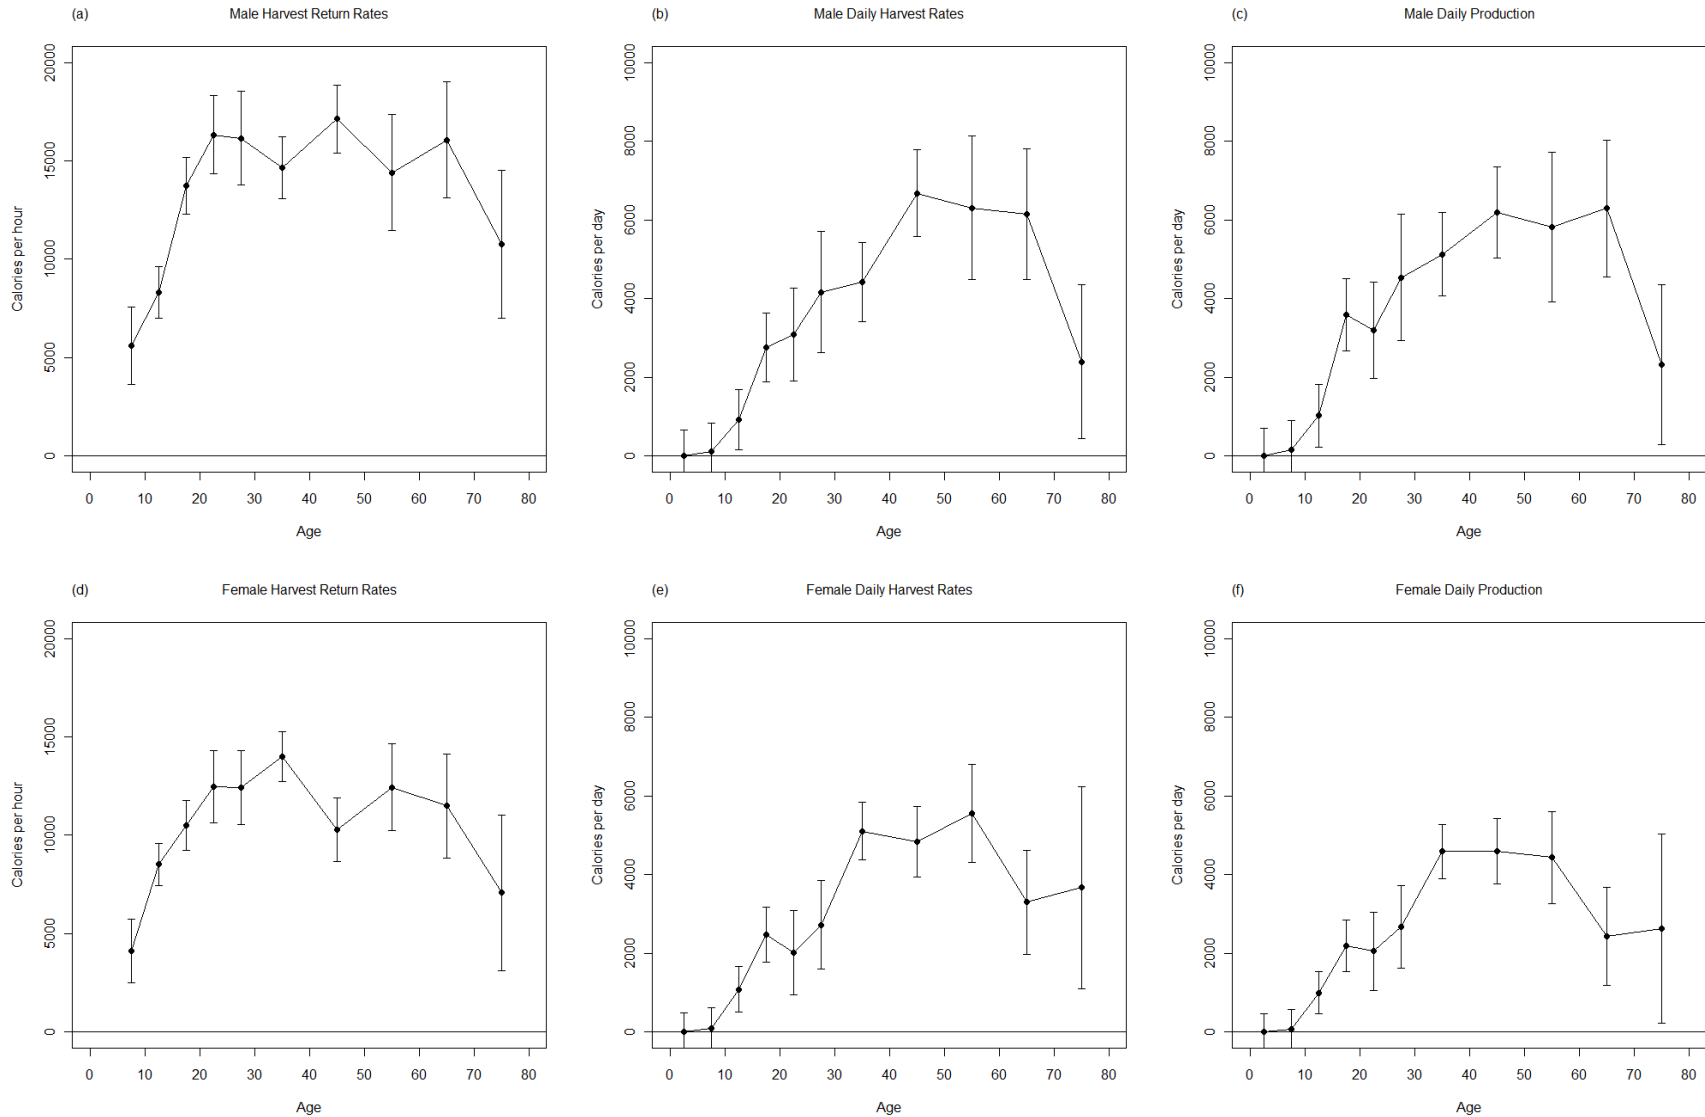 (a) Male Harvest Return Rates
Calories per hour
20000
15000
10000
5000
0
0 10 20 30 40 50 60 70 80
Age
(b) Male Daily Harvest Rates
Calories per day
10000
8000
6000
4000
2000
0
0 10 20 30 40 50 60 70 80
Age
(c) Male Daily Production
Calories per day
10000
8000
6000
4000
2000
0
0 10 20 30 40 50 60 70 80
Age
(d) Female Harvest Return Rates
Calories per hour
20000
15000
10000
5000
0
0 10 20 30 40 50 60 70 80
Age
(e) Female Daily Harvest Rates
Calories per day
10000
8000
6000
4000
2000
0
0 10 20 30 40 50 60 70 80
Age
(f) Female Daily Production
Calories per day
10000
8000
6000
4000
2000
0
0 10 20 30 40 50 60 70 80
Age